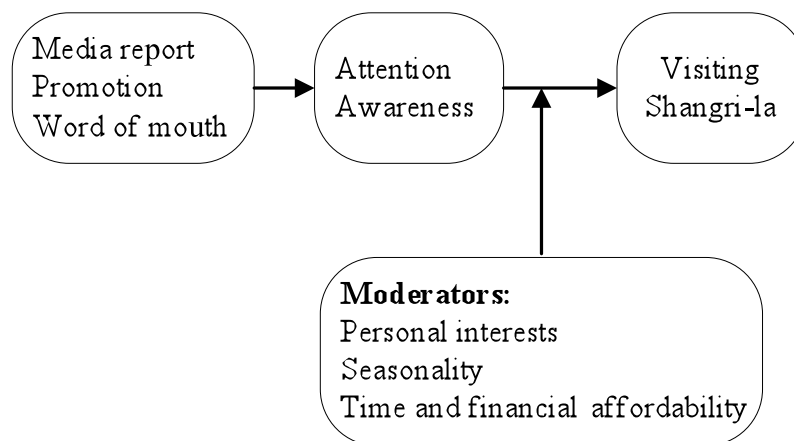 Media report
Promotion
Word of mouth
Attention
Awareness
Visiting
Shangri-la
Moderators:
Personal interests
Seasonality
Time and financial affordability